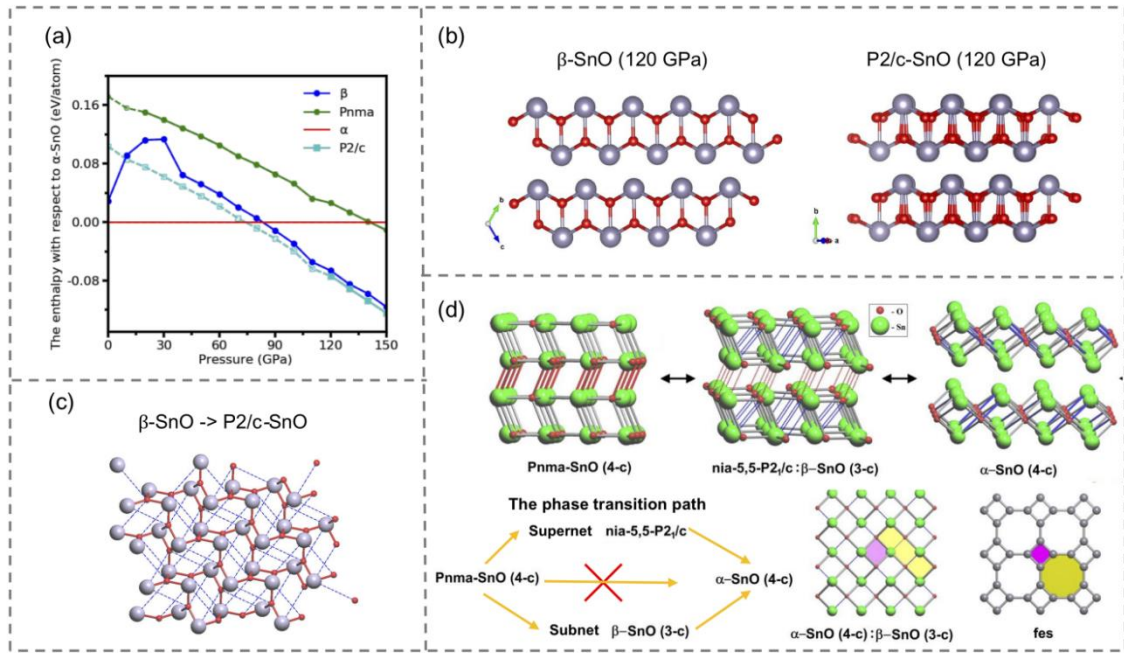 (a)
The enthalpy with respect to α-SnO (eV/atom)
0.16
0.08
0.00
-0.08
β
Pnma
α
P2/c
0 30 60 90 120 150
Pressure (GPa)
(b)
β-SnO (120 GPa) P2/c-SnO (120 GPa)
b
c
b
a
(c)
β-SnO -> P2/c-SnO
(d)
- O
- Sn
Pnma-SnO (4-c) nia-5,5-P2₁/c : β-SnO (3-c) α-SnO (4-c)
The phase transition path
Supernet nia-5,5-P2₁/c
Pnma-SnO (4-c) α-SnO (4-c)
Subnet β-SnO (3-c)
α-SnO (4-c) : β-SnO (3-c) fes